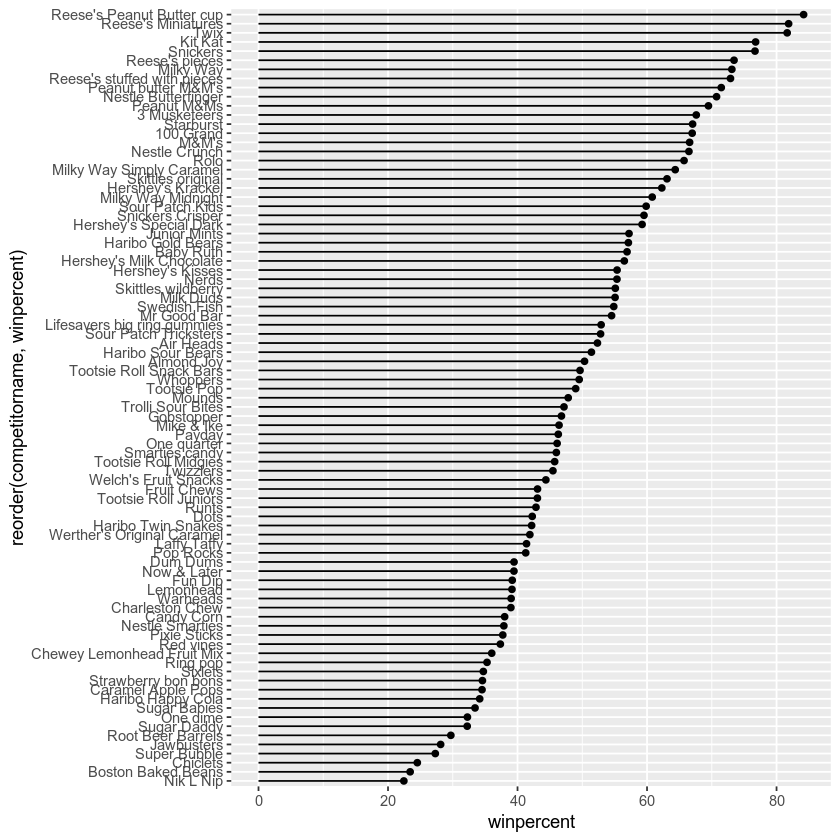 Reese's Peanut Butter cup
Reese's Miniatures
Twix
Kit Kat
Snickers
Reese's pieces
Milky Way
Reese's stuffed with pieces
Peanut butter M&M's
Nestle Butterfinger
Peanut M&Ms
3 Musketeers
Starburst
100 Grand
M&M's
Nestle Crunch
Rolo
Milky Way Simply Caramel
Skittles original
Hershey's Krackel
Milky Way Midnight
Sour Patch Kids
Snickers Crisper
Hershey's Special Dark
Junior Mints
Haribo Gold Bears
Baby Ruth
Hershey's Milk Chocolate
Hershey's Kisses
Nerds
Skittles wildberry
Milk Duds
Swedish Fish
Mr Good Bar
Lifesavers big ring gummies
Sour Patch Tricksters
Air Heads
Haribo Sour Bears
Almond Joy
Tootsie Roll Snack Bars
Whoppers
Tootsie Pop
Mounds
Trolli Sour Bites
Gobstopper
Mike & Ike
Payday
One quarter
Smarties candy
Tootsie Roll Midgies
Twizzlers
Welch's Fruit Snacks
Fruit Chews
Tootsie Roll Juniors
Runts
Dots
Haribo Twin Snakes
Werther's Original Caramel
Laffy Taffy
Pop Rocks
Dum Dums
Now & Later
Fun Dip
Lemonhead
Warheads
Charleston Chew
Candy Corn
Nestle Smarties
Pixie Sticks
Red vines
Chewey Lemonhead Fruit Mix
Ring pop
Sixlets
Strawberry bon bons
Caramel Apple Pops
Haribo Happy Cola
Sugar Babies
One dime
Sugar Daddy
Root Beer Barrels
Jawbusters
Super Bubble
Chiclets
Boston Baked Beans
Nik L Nip
reorder(competitorname, winpercent)
0 20 40 60 80
winpercent